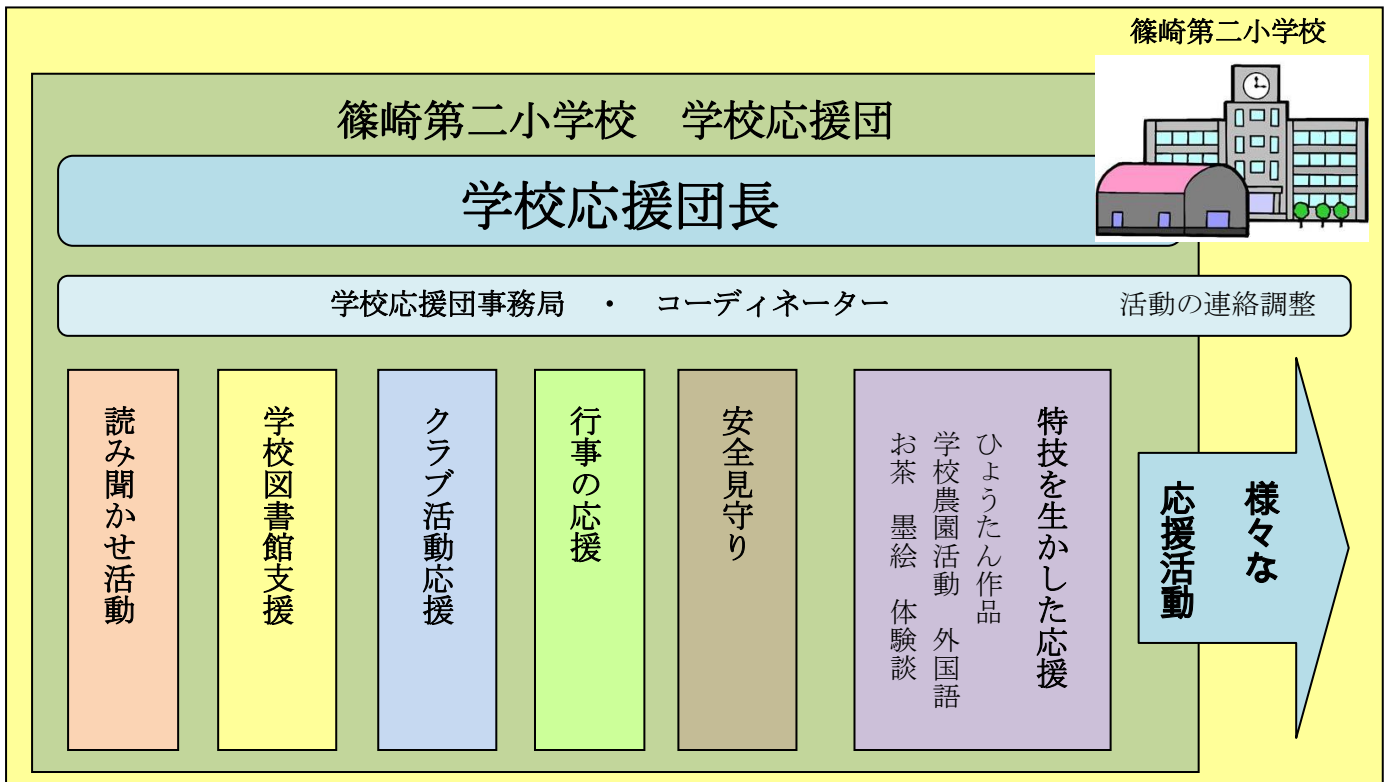 篠崎第二小学校
篠崎第二小学校　学校応援団
学校応援団長
学校応援団事務局　・　コーディネーター　活動の連絡調整
読み聞かせ活動
学校図書館支援
クラブ活動応援
行事の応援
安全見守り
特技を生かした応援
ひょうたん作品
学校農園活動　外国語
お茶　墨絵　体験談
様々な
応援活動